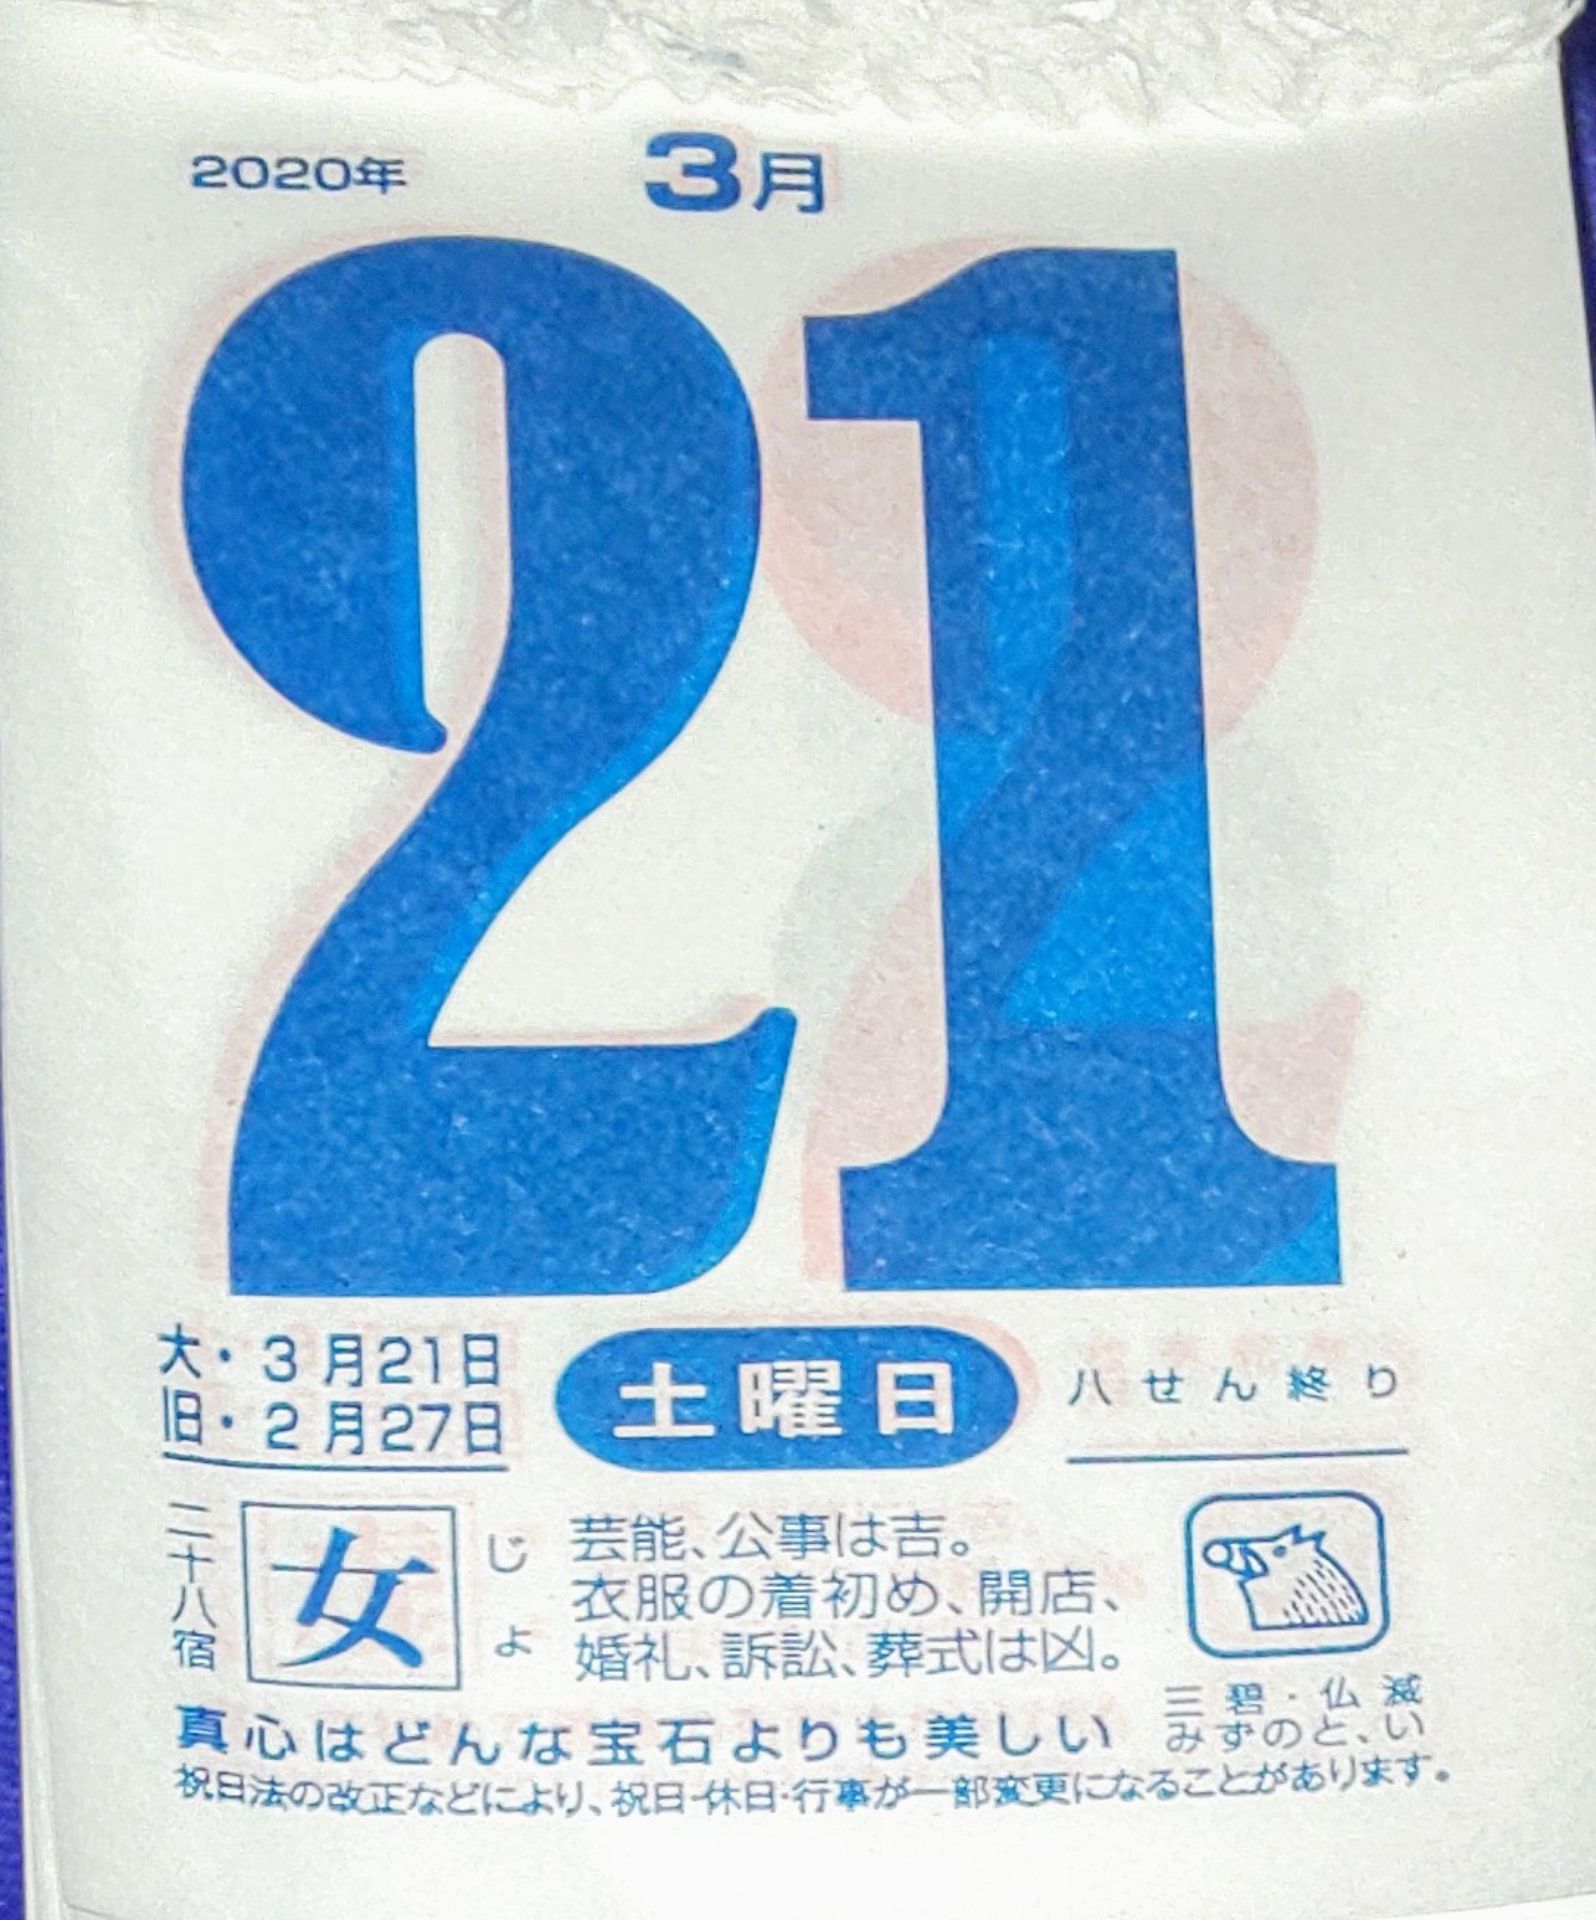 2020年 3月
21
大・3月21日
旧・2月27日
土曜日
八せん終り
二十八宿
女
じよ
芸能、公事は吉。
衣服の着初め、開店、
婚礼、訴訟、葬式は凶。
三碧・仏滅
みずのと、い
真心はどんな宝石よりも美しい
祝日法の改正などにより、祝日・休日・行事が一部変更になることがあります。